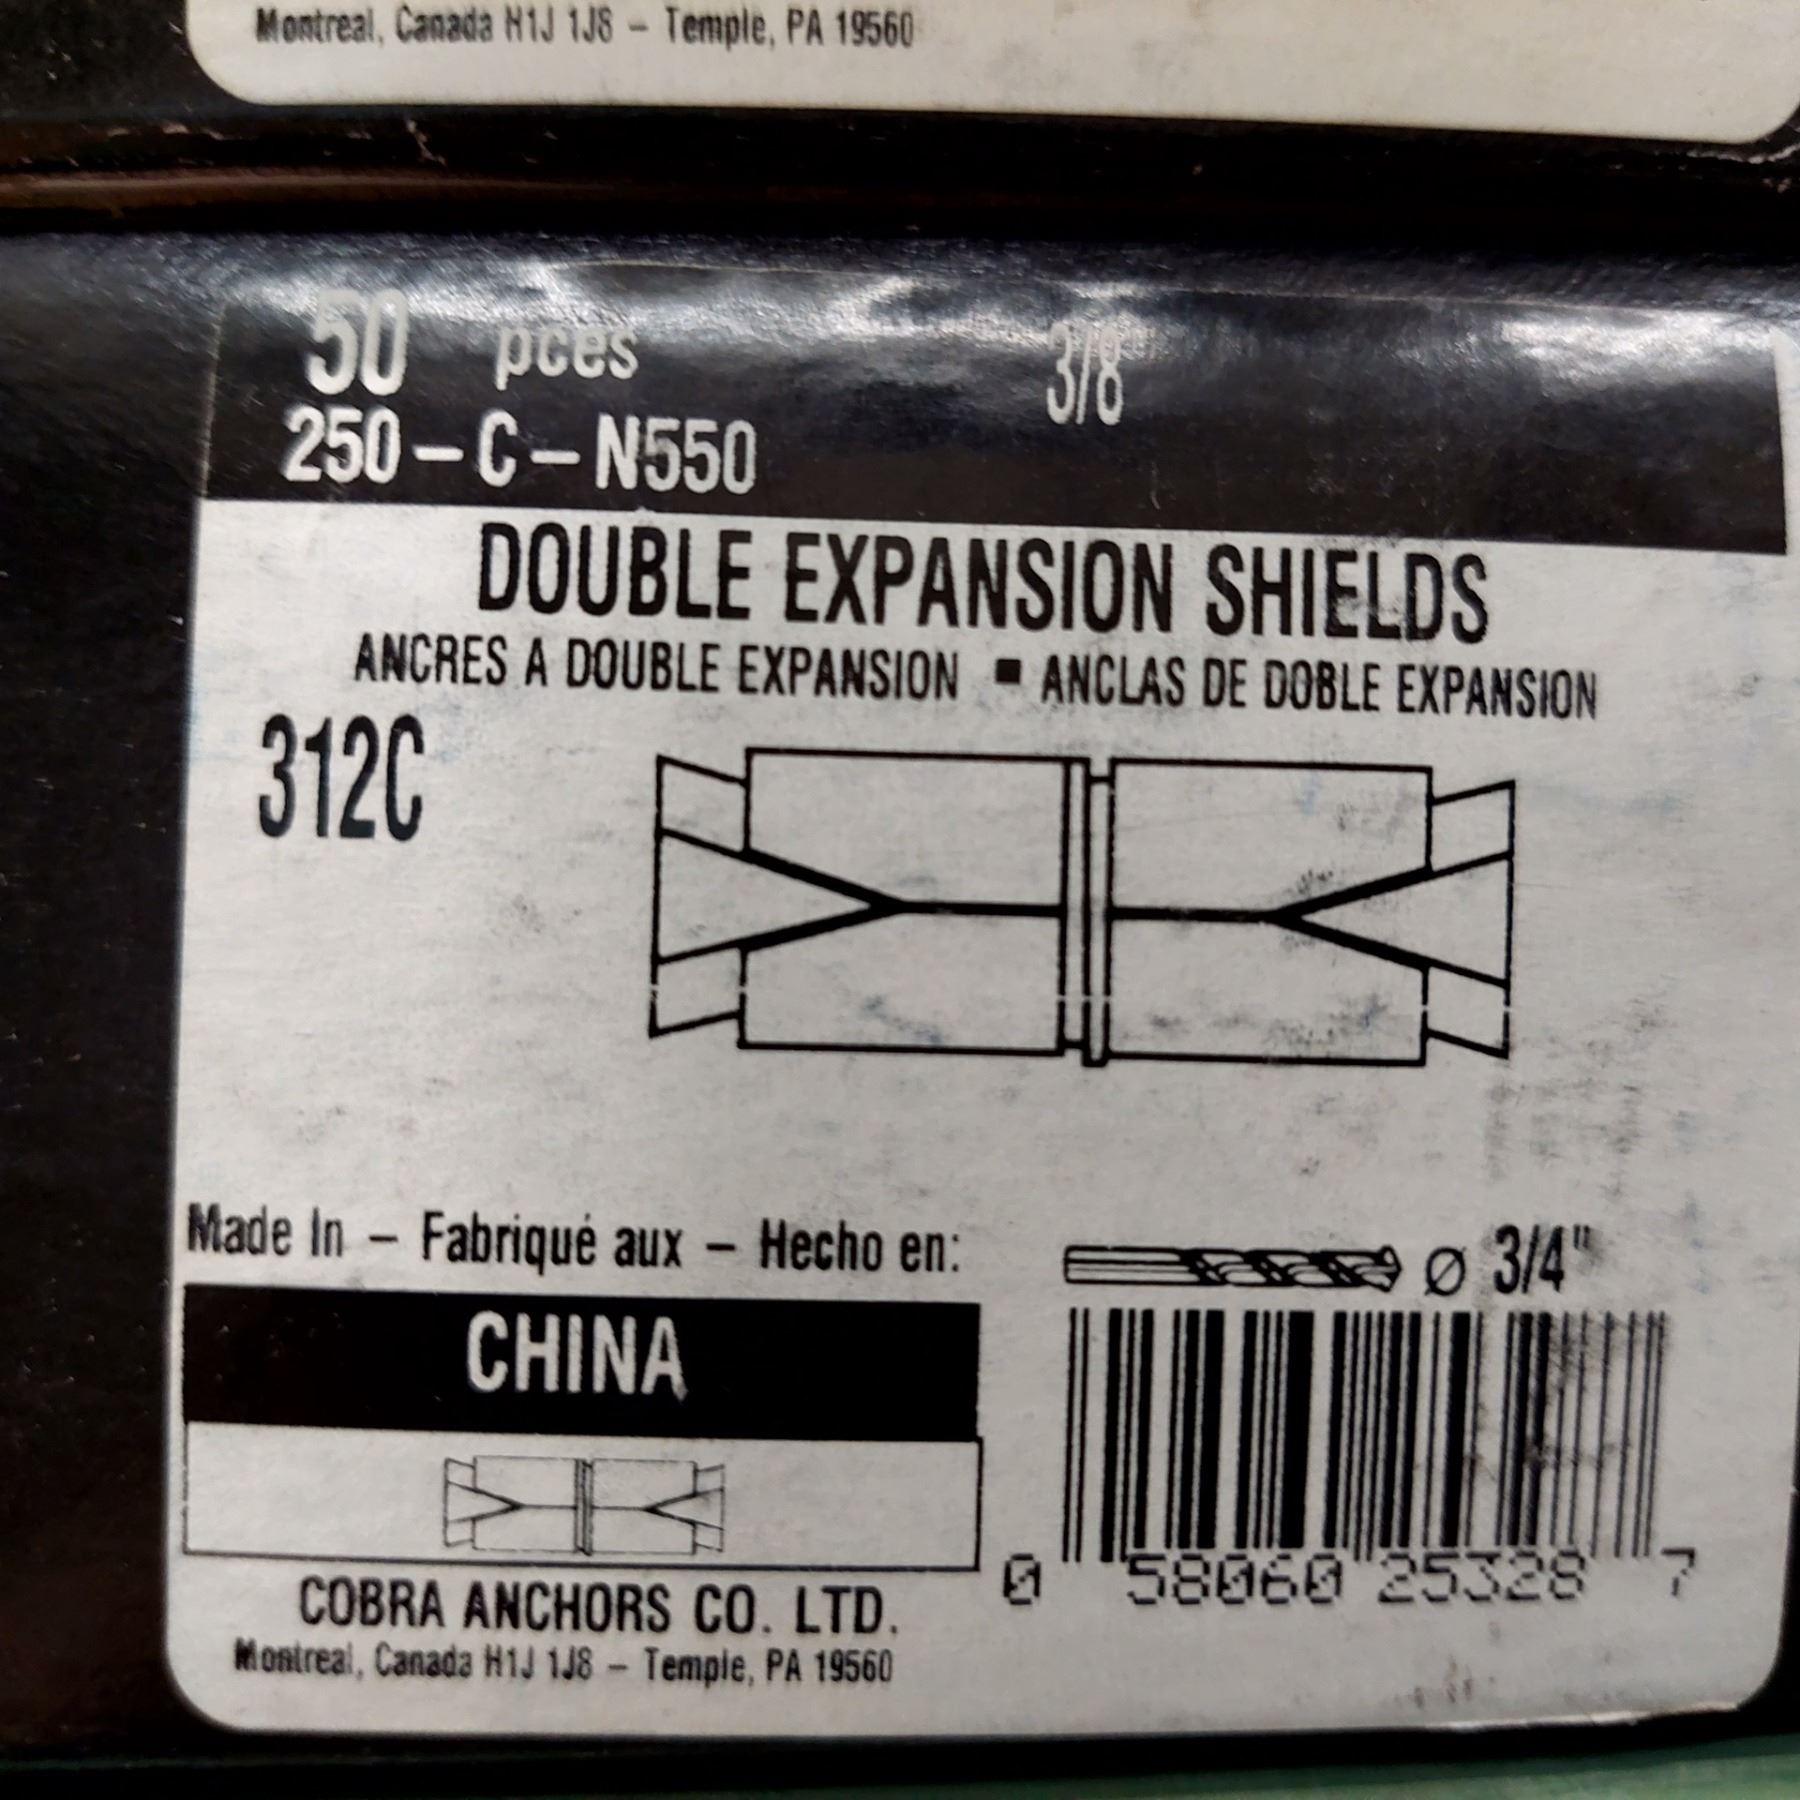 Montreal, Canada H1J 1J8 – Temple, PA 19560
50 pces 3/8"
250-C-N550
DOUBLE EXPANSION SHIELDS
ANCRES A DOUBLE EXPANSION ▪ ANCLAS DE DOBLE EXPANSION
312C
Made In – Fabriqué aux – Hecho en:
Ø 3/4"
CHINA
0 58060 25328 7
COBRA ANCHORS CO. LTD.
Montreal, Canada H1J 1J8 – Temple, PA 19560